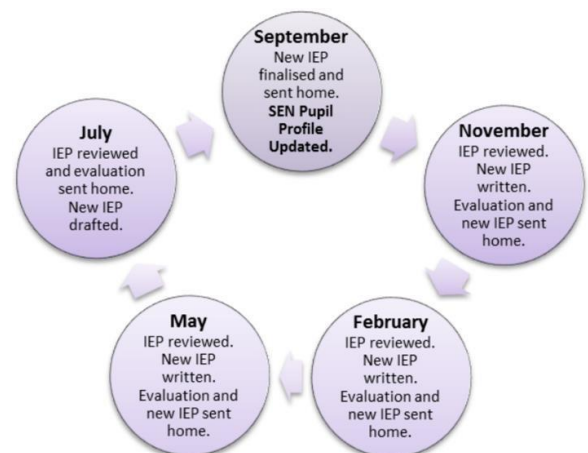 September
New IEP
finalised and
sent home.
SEN Pupil
Profile
Updated.
November
IEP reviewed.
New IEP
written.
Evaluation and
new IEP sent
home.
February
IEP reviewed.
New IEP
written.
Evaluation and
new IEP sent
home.
May
IEP reviewed.
New IEP
written.
Evaluation and
new IEP sent
home.
July
IEP reviewed
and evaluation
sent home.
New IEP
drafted.